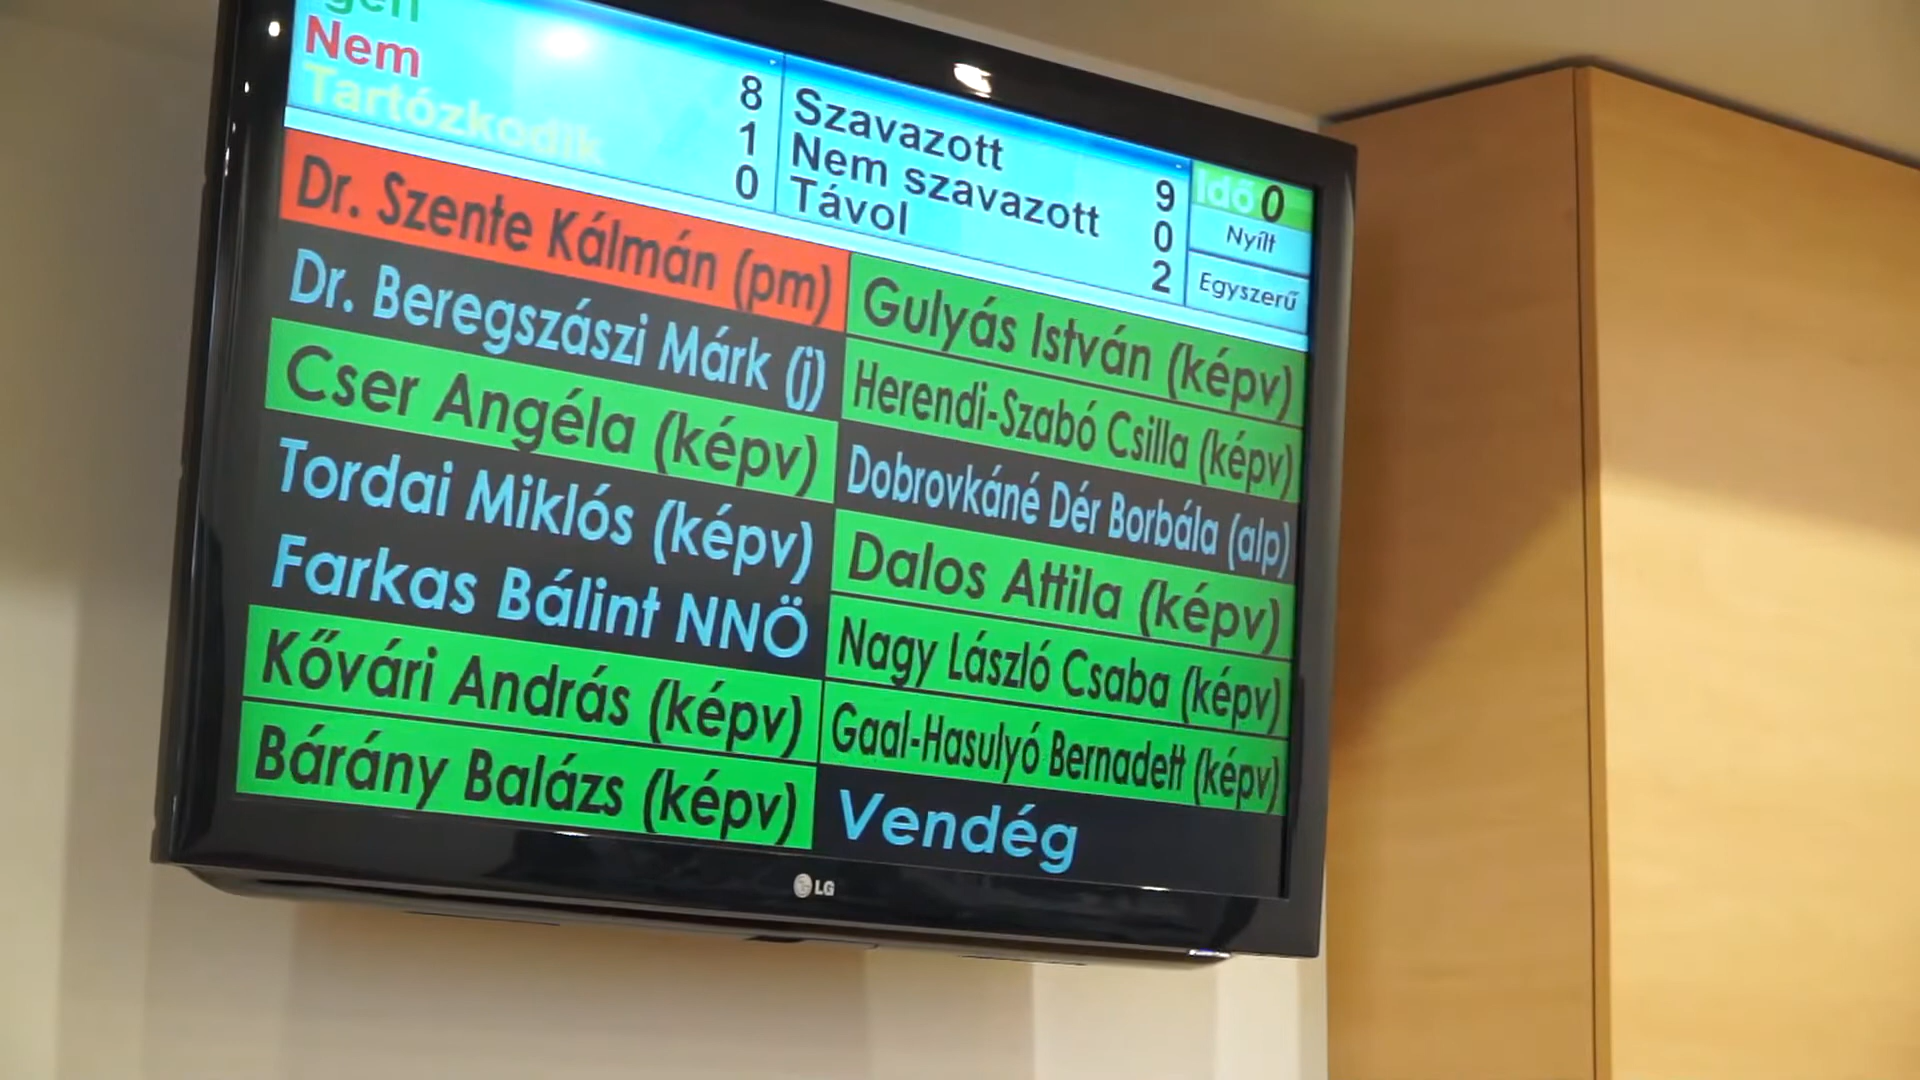 Igen 8
Nem 1
Tartózkodik 0
Szavazott 9
Nem szavazott 0
Távol 2
Idő 0
Nyílt
Egyszerű
Dr. Szente Kálmán (pm)
Dr. Beregszászi Márk (j)
Cser Angéla (képv)
Tordai Miklós (képv)
Farkas Bálint NNÖ
Kővári András (képv)
Bárány Balázs (képv)
Gulyás István (képv)
Herendi-Szabó Csilla (képv)
Dobrovkáné Dér Borbála (alp)
Dalos Attila (képv)
Nagy László Csaba (képv)
Gaal-Hasulyó Bernadett (képv)
Vendég
LG